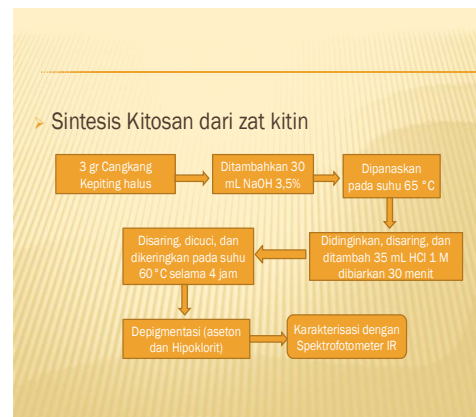 Sintesis Kitosan dari zat kitin
3 gr Cangkang
Kepiting halus
Ditambahkan 30
mL NaOH 3,5%
Dipanaskan
pada suhu 65 °C
Didinginkan, disaring, dan
ditambah 35 mL HCl 1 M
dibiarkan 30 menit
Disaring, dicuci, dan
dikeringkan pada suhu
60°C selama 4 jam
Depigmentasi (aseton
dan Hipoklorit)
Karakterisasi dengan
Spektrofotometer IR